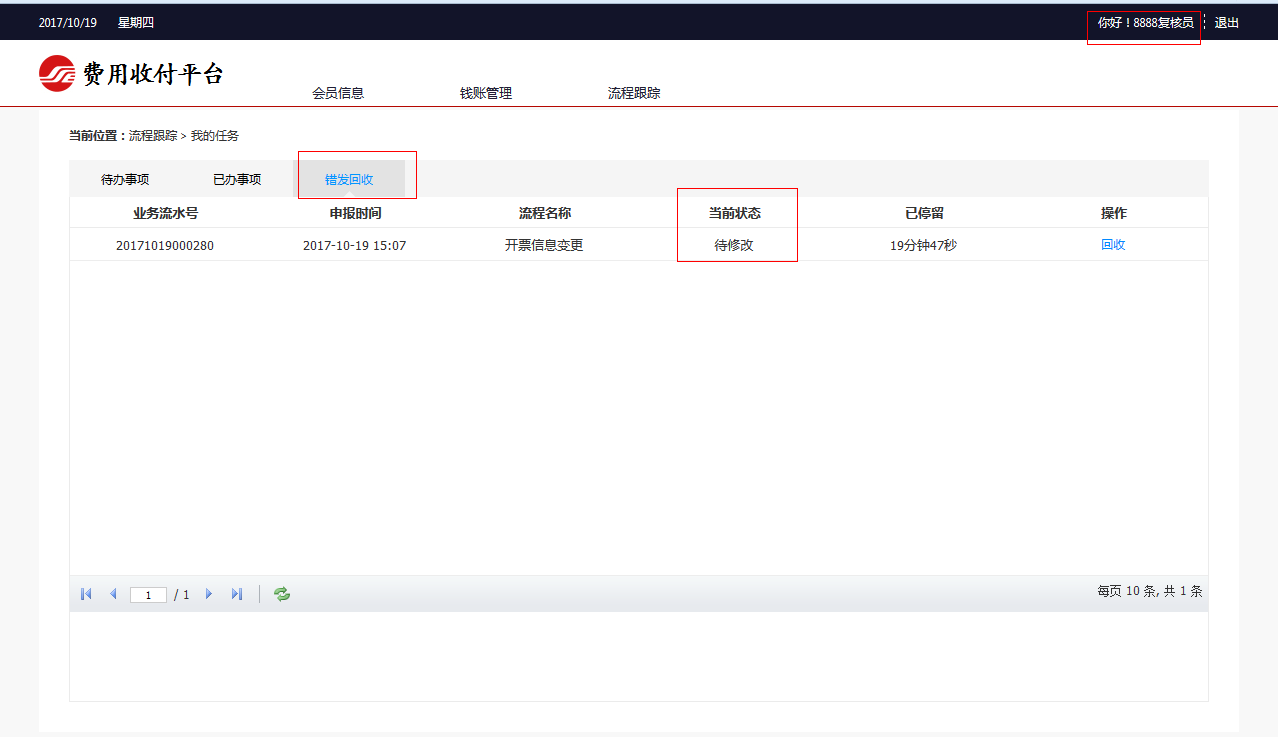 2017/10/19 星期四 你好！8888复核员 退出
费用收付平台
会员信息 钱账管理 流程跟踪
当前位置：流程跟踪 > 我的任务
待办事项 已办事项 错发回收
业务流水号 申报时间 流程名称 当前状态 已停留 操作
20171019000280 2017-10-19 15:07 开票信息变更 待修改 19分钟47秒 回收
1 / 1 每页 10 条, 共 1 条